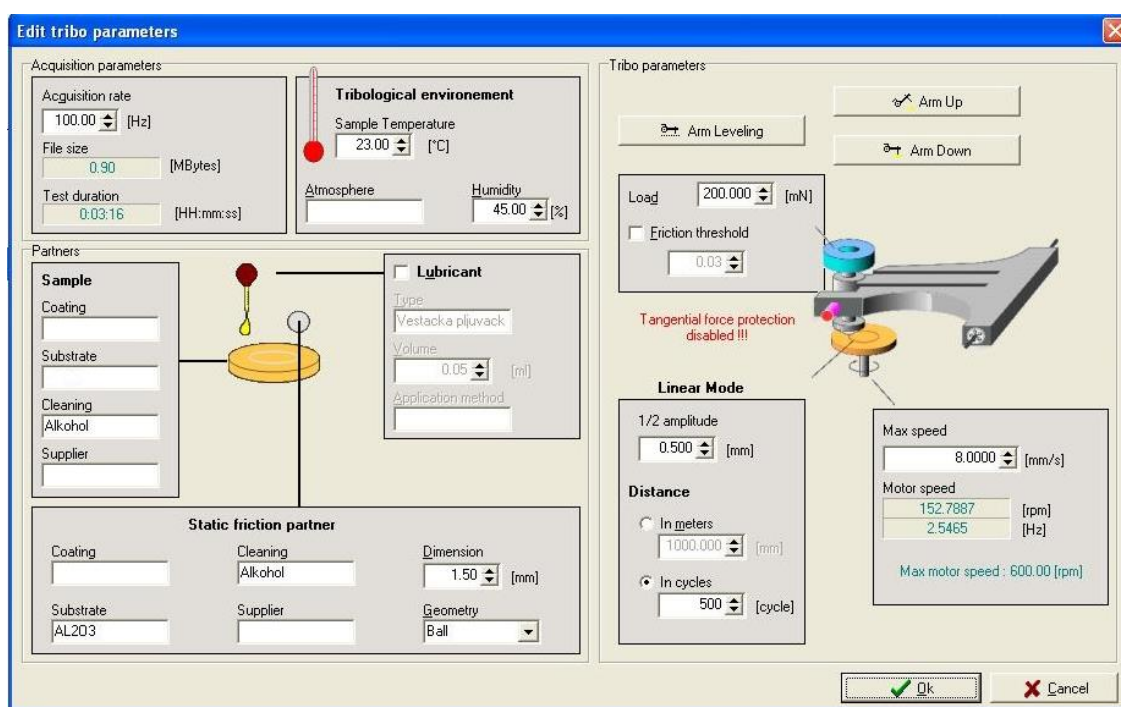 Edit tribo parameters
Acquisition parameters
Acquisition rate
100.00 [Hz]
File size
0.90 [MBytes]
Test duration
0:03:16 [HH:mm:ss]
Tribological environement
Sample Temperature
23.00 [°C]
Atmosphere
Humidity
45.00 [%]
Partners
Sample
Coating
Substrate
Cleaning
Alkohol
Supplier
Lubricant
Type
Vestacka pljuvack
Volume
0.05 [ml]
Application method
Static friction partner
Coating
Cleaning
Alkohol
Dimension
1.50 [mm]
Substrate
AL2O3
Supplier
Geometry
Ball
Tribo parameters
Arm Up
Arm Leveling
Arm Down
Load 200.000 [mN]
Friction threshold
0.03
Tangential force protection
disabled !!!
Linear Mode
1/2 amplitude
0.500 [mm]
Distance
In meters
1000.000 [mm]
In cycles
500 [cycle]
Max speed
8.0000 [mm/s]
Motor speed
152.7887 [rpm]
2.5465 [Hz]
Max motor speed : 600.00 [rpm]
Ok
Cancel